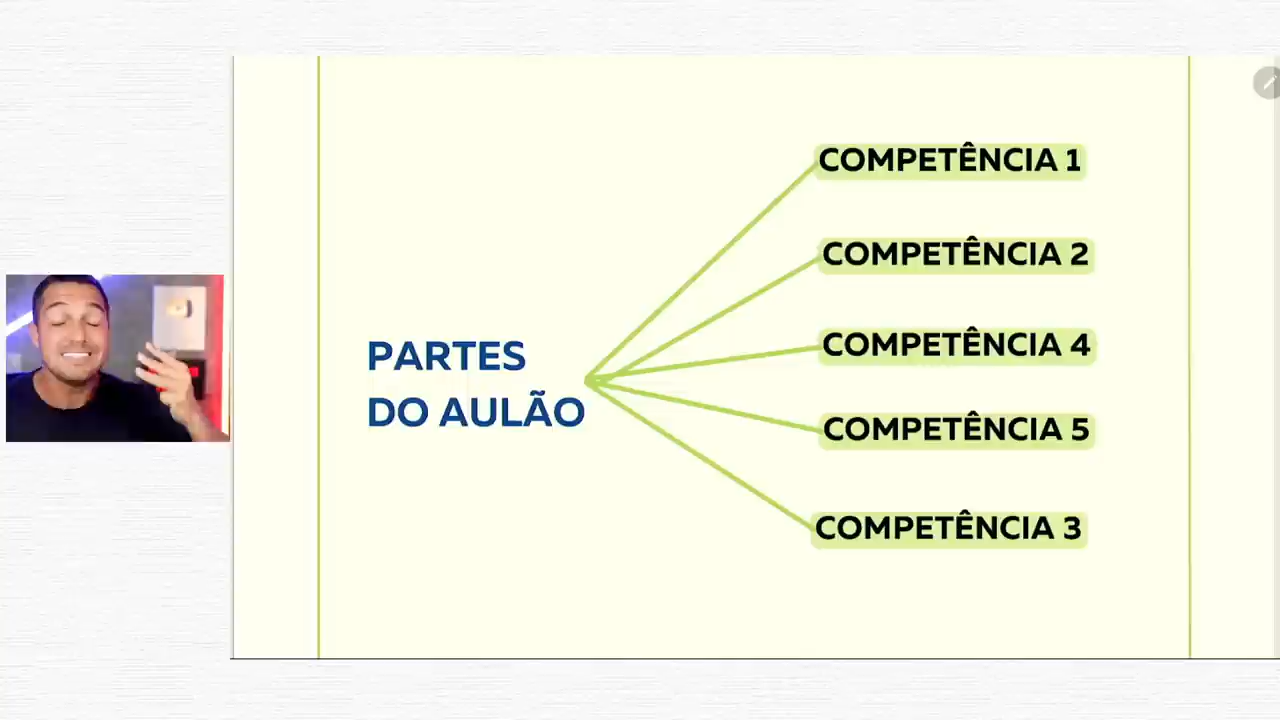 PARTES
DO AULÃO
COMPETÊNCIA 1
COMPETÊNCIA 2
COMPETÊNCIA 4
COMPETÊNCIA 5
COMPETÊNCIA 3